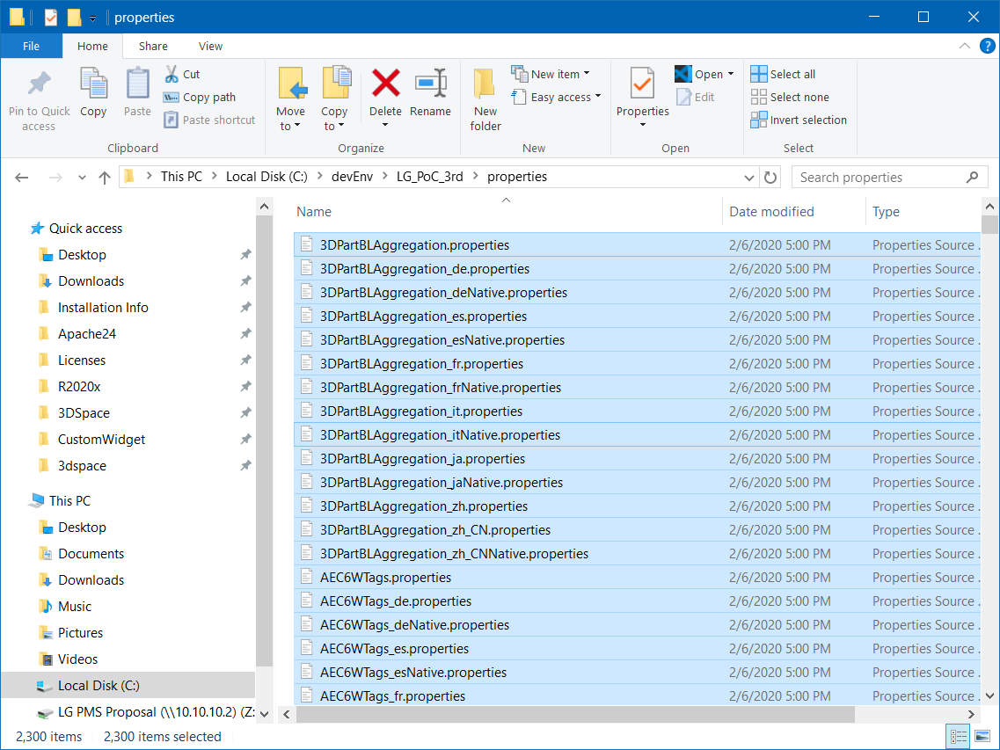 properties
File Home Share View
Pin to Quick access
Copy
Paste
Cut
Copy path
Paste shortcut
Clipboard
Move to
Copy to
Delete
Rename
Organize
New folder
New item
Easy access
New
Properties
Open
Edit
Open
Select all
Select none
Invert selection
Select
This PC > Local Disk (C:) > devEnv > LG_PoC_3rd > properties
Search properties
Quick access
Desktop
Downloads
Installation Info
Apache24
Licenses
R2020x
3DSpace
CustomWidget
3dspace
This PC
Desktop
Documents
Downloads
Music
Pictures
Videos
Local Disk (C:)
LG PMS Proposal (\\10.10.10.2) (Z:
Name Date modified Type
3DPartBLAggregation.properties 2/6/2020 5:00 PM Properties Source .
3DPartBLAggregation_de.properties 2/6/2020 5:00 PM Properties Source .
3DPartBLAggregation_deNative.properties 2/6/2020 5:00 PM Properties Source .
3DPartBLAggregation_es.properties 2/6/2020 5:00 PM Properties Source .
3DPartBLAggregation_esNative.properties 2/6/2020 5:00 PM Properties Source .
3DPartBLAggregation_fr.properties 2/6/2020 5:00 PM Properties Source .
3DPartBLAggregation_frNative.properties 2/6/2020 5:00 PM Properties Source .
3DPartBLAggregation_it.properties 2/6/2020 5:00 PM Properties Source .
3DPartBLAggregation_itNative.properties 2/6/2020 5:00 PM Properties Source .
3DPartBLAggregation_ja.properties 2/6/2020 5:00 PM Properties Source .
3DPartBLAggregation_jaNative.properties 2/6/2020 5:00 PM Properties Source .
3DPartBLAggregation_zh.properties 2/6/2020 5:00 PM Properties Source .
3DPartBLAggregation_zh_CN.properties 2/6/2020 5:00 PM Properties Source .
3DPartBLAggregation_zh_CNNative.properties 2/6/2020 5:00 PM Properties Source .
AEC6WTags.properties 2/6/2020 5:00 PM Properties Source .
AEC6WTags_de.properties 2/6/2020 5:00 PM Properties Source .
AEC6WTags_deNative.properties 2/6/2020 5:00 PM Properties Source .
AEC6WTags_es.properties 2/6/2020 5:00 PM Properties Source .
AEC6WTags_esNative.properties 2/6/2020 5:00 PM Properties Source .
AEC6WTags_fr.properties 2/6/2020 5:00 PM Properties Source .
2,300 items 2,300 items selected